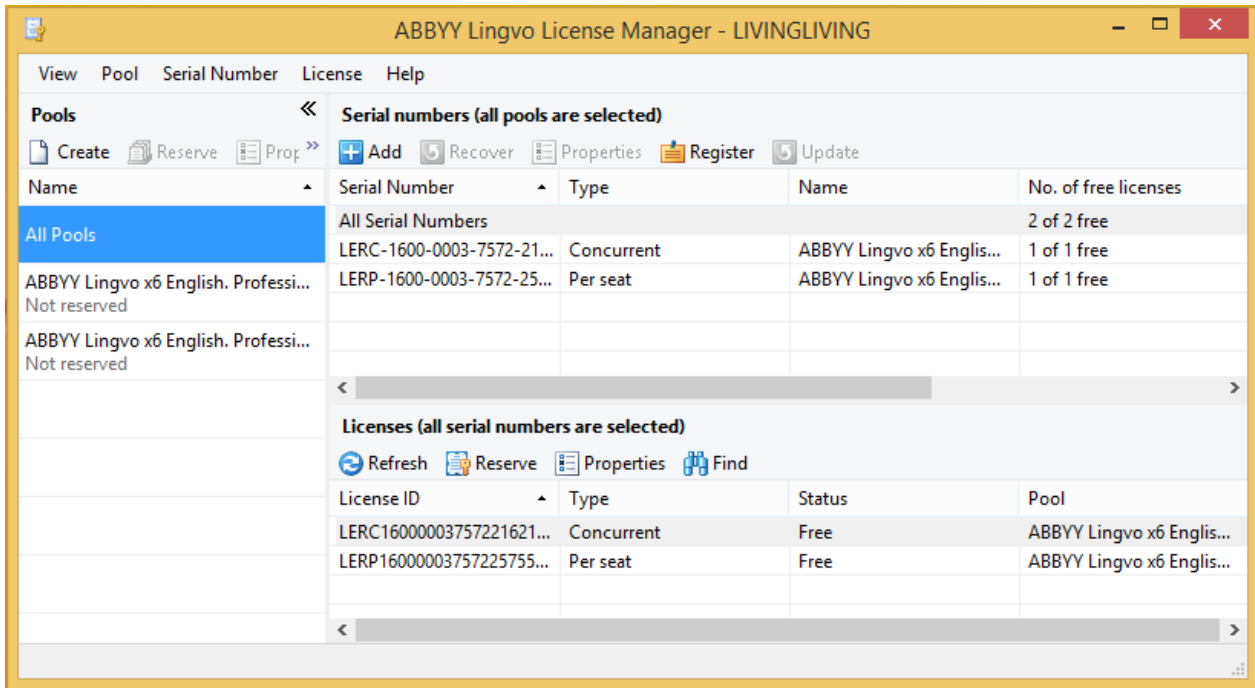 ABBYY Lingvo License Manager - LIVINGLIVING
View Pool Serial Number License Help
Pools
Create Reserve Prop
Name
All Pools
ABBYY Lingvo x6 English. Professi...
Not reserved
ABBYY Lingvo x6 English. Professi...
Not reserved
Serial numbers (all pools are selected)
Add Recover Properties Register Update
Serial Number Type Name No. of free licenses
All Serial Numbers 2 of 2 free
LERC-1600-0003-7572-21... Concurrent ABBYY Lingvo x6 Englis... 1 of 1 free
LERP-1600-0003-7572-25... Per seat ABBYY Lingvo x6 Englis... 1 of 1 free
Licenses (all serial numbers are selected)
Refresh Reserve Properties Find
License ID Type Status Pool
LERC16000003757221621... Concurrent Free ABBYY Lingvo x6 Englis...
LERP16000003757225755... Per seat Free ABBYY Lingvo x6 Englis...